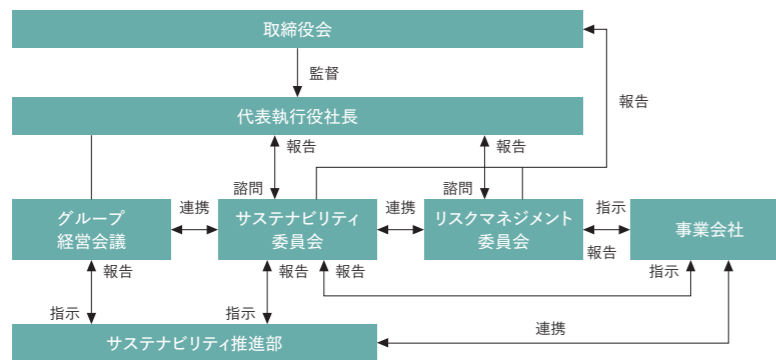 取締役会
監督
報告
代表執行役社長
報告
報告
諮問
諮問
グループ
経営会議
連携
サステナビリティ
委員会
連携
リスクマネジメント
委員会
指示
報告
事業会社
報告
報告
報告
指示
指示
指示
連携
サステナビリティ推進部